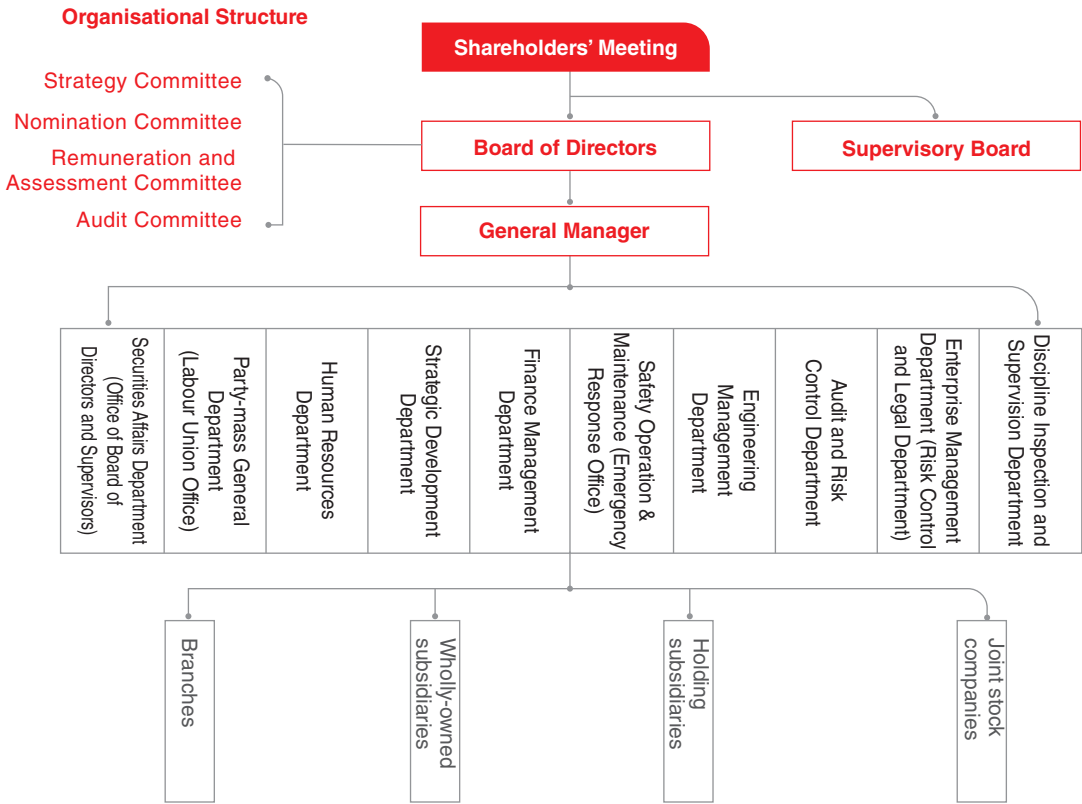 Organisational Structure
Shareholders’ Meeting
Strategy Committee
Nomination Committee
Remuneration and
Assessment Committee
Audit Committee
Board of Directors
Supervisory Board
General Manager
Securities Affairs Department
(Office of Board of
Directors and Supervisors)
Party-mass General
Department
(Labour Union Office)
Human Resources
Department
Strategic Development
Department
Finance Management
Department
Safety Operation &
Maintenance (Emergency
Response Office)
Engineering
Management
Department
Audit and Risk
Control Department
Enterprise Management
Department (Risk Control
and Legal Department)
Discipline Inspection and
Supervision Department
Branches
Wholly-owned
subsidiaries
Holding
subsidiaries
Joint stock
companies